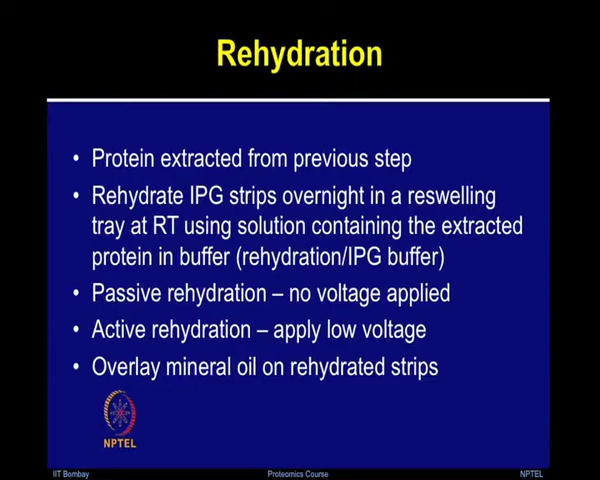 Rehydration
• Protein extracted from previous step
• Rehydrate IPG strips overnight in a reswelling
tray at RT using solution containing the extracted
protein in buffer (rehydration/IPG buffer)
• Passive rehydration – no voltage applied
• Active rehydration – apply low voltage
• Overlay mineral oil on rehydrated strips
NPTEL
IIT Bombay
Proteomics Course
NPTEL